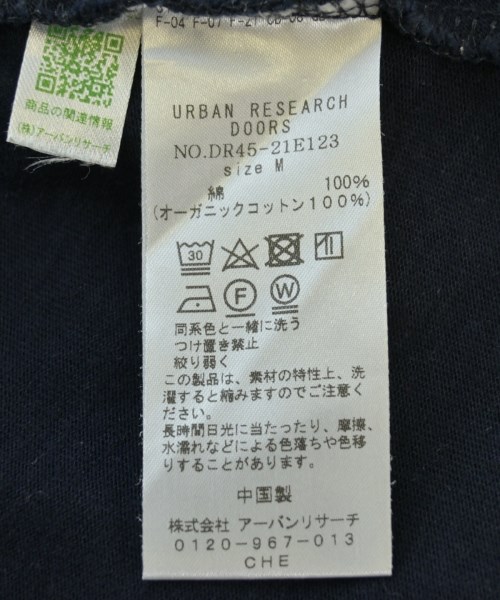 商品の関連情報
(株)アーバンリサーチ
URBAN RESEARCH
DOORS
NO.DR45-21E123
size M
綿 100%
(オーガニックコットン100%)
30
F W
同系色と一緒に洗う
つけ置き禁止
絞り弱く
この製品は、素材の特性上、洗
濯すると縮みますのでご注意く
ださい。
長時間日光に当たったり、摩擦、
水濡れなどによる色落ちや色移
りすることがあります。
中国製
株式会社 アーバンリサーチ
0120-967-013
CHE